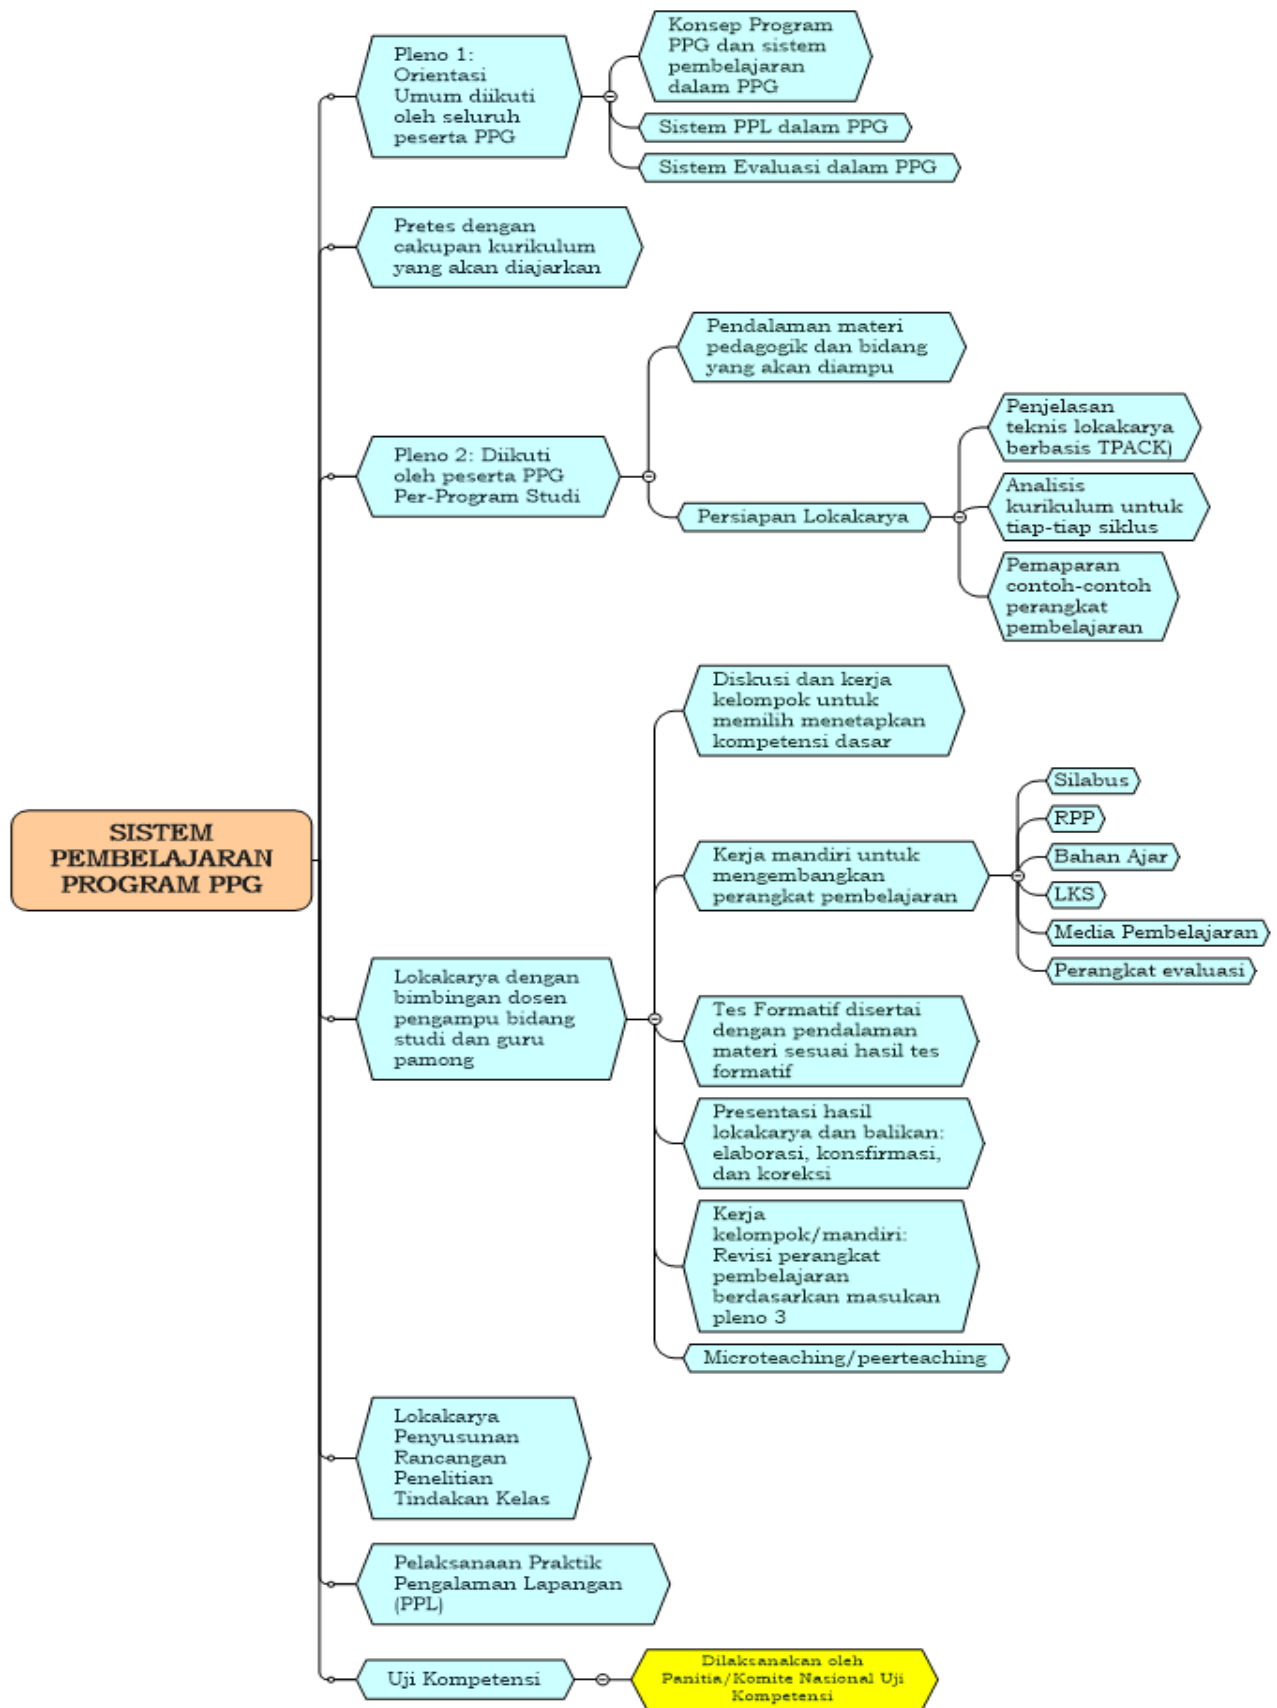 Pleno 1:
Orientasi
Umum diikuti
oleh seluruh
peserta PPG
Konsep Program
PPG dan sistem
pembelajaran
dalam PPG
Sistem PPL dalam PPG
Sistem Evaluasi dalam PPG
Pretes dengan
cakupan kurikulum
yang akan diajarkan
Pleno 2: Diikuti
oleh peserta PPG
Per-Program Studi
Pendalaman materi
pedagogik dan bidang
yang akan diampu
Persiapan Lokakarya
Penjelasan
teknis lokakarya
berbasis TPACK)
Analisis
kurikulum untuk
tiap-tiap siklus
Pemaparan
contoh-contoh
perangkat
pembelajaran
SISTEM
PEMBELAJARAN
PROGRAM PPG
Lokakarya dengan
bimbingan dosen
pengampu bidang
studi dan guru
pamong
Diskusi dan kerja
kelompok untuk
memilih menetapkan
kompetensi dasar
Kerja mandiri untuk
mengembangkan
perangkat pembelajaran
Silabus
RPP
Bahan Ajar
LKS
Media Pembelajaran
Perangkat evaluasi
Tes Formatif disertai
dengan pendalaman
materi sesuai hasil tes
formatif
Presentasi hasil
lokakarya dan balikan:
elaborasi, konsfirmasi,
dan koreksi
Kerja
kelompok/mandiri:
Revisi perangkat
pembelajaran
berdasarkan masukan
pleno 3
Microteaching/peerteaching
Lokakarya
Penyusunan
Rancangan
Penelitian
Tindakan Kelas
Pelaksanaan Praktik
Pengalaman Lapangan
(PPL)
Uji Kompetensi
Dilaksanakan oleh
Panitia/Komite Nasional Uji
Kompetensi